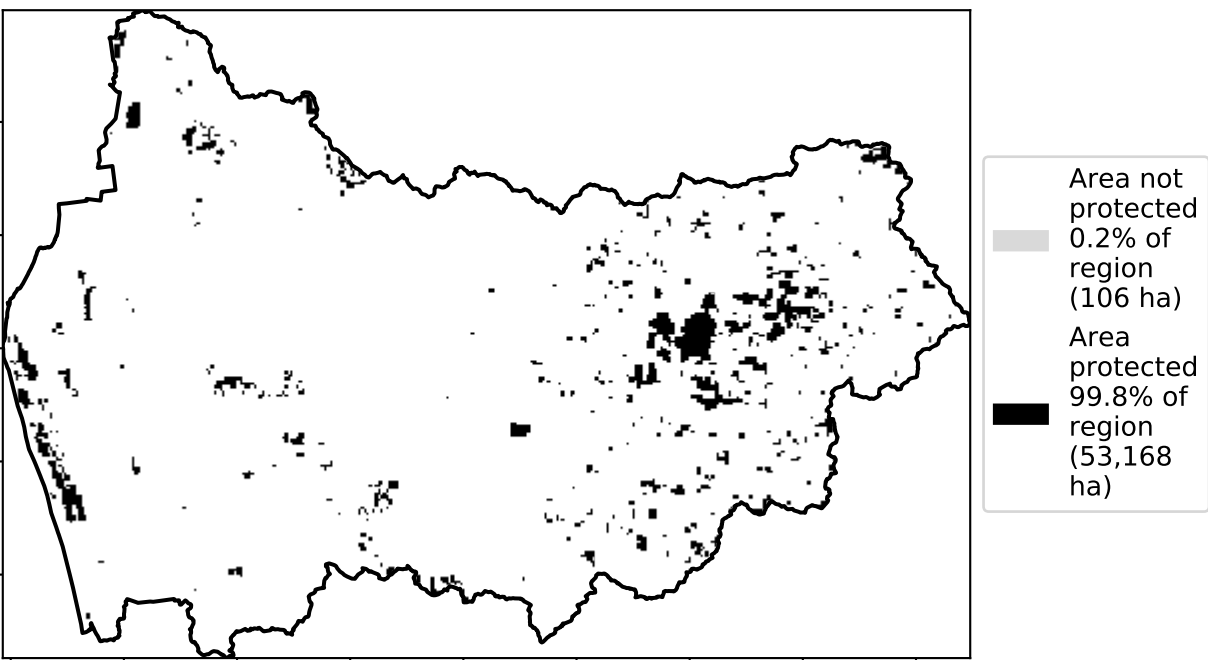 Area not
protected
0.2% of
region
(106 ha)
Area
protected
99.8% of
region
(53,168
ha)